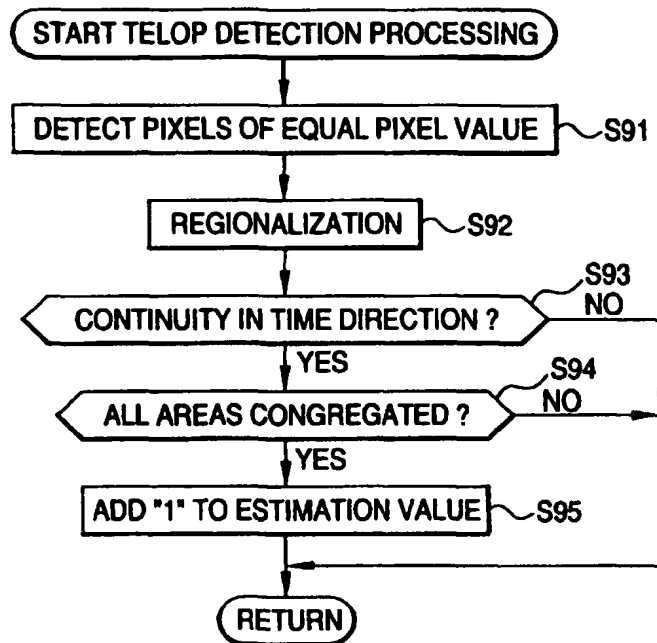 START TELOP DETECTION PROCESSING
DETECT PIXELS OF EQUAL PIXEL VALUE
S91
REGIONALIZATION
S92
S93
CONTINUITY IN TIME DIRECTION ?
NO
YES
S94
ALL AREAS CONGREGATED ?
NO
YES
ADD "1" TO ESTIMATION VALUE
S95
RETURN